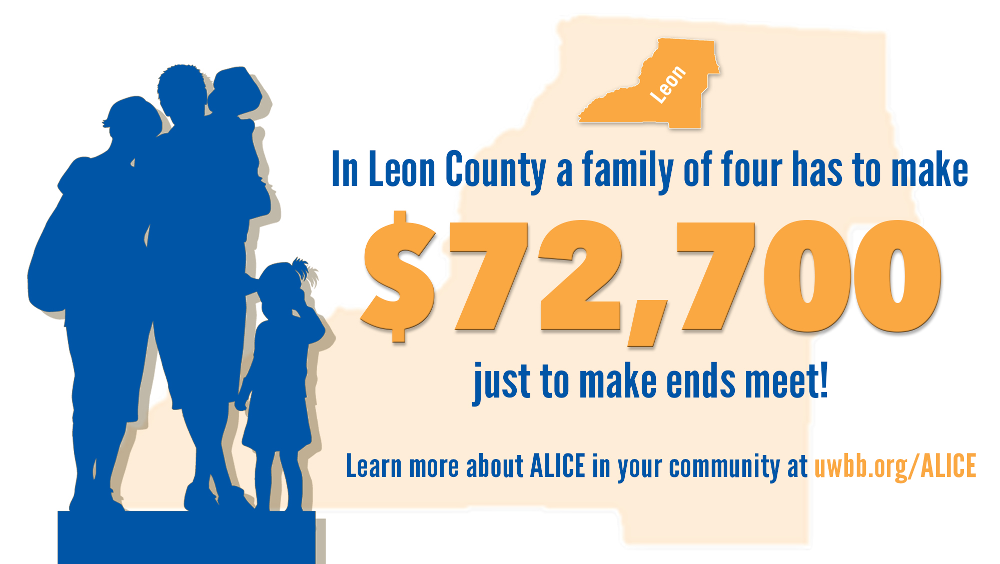 Leon
In Leon County a family of four has to make
$72,700
just to make ends meet!
Learn more about ALICE in your community at uwbb.org/ALICE